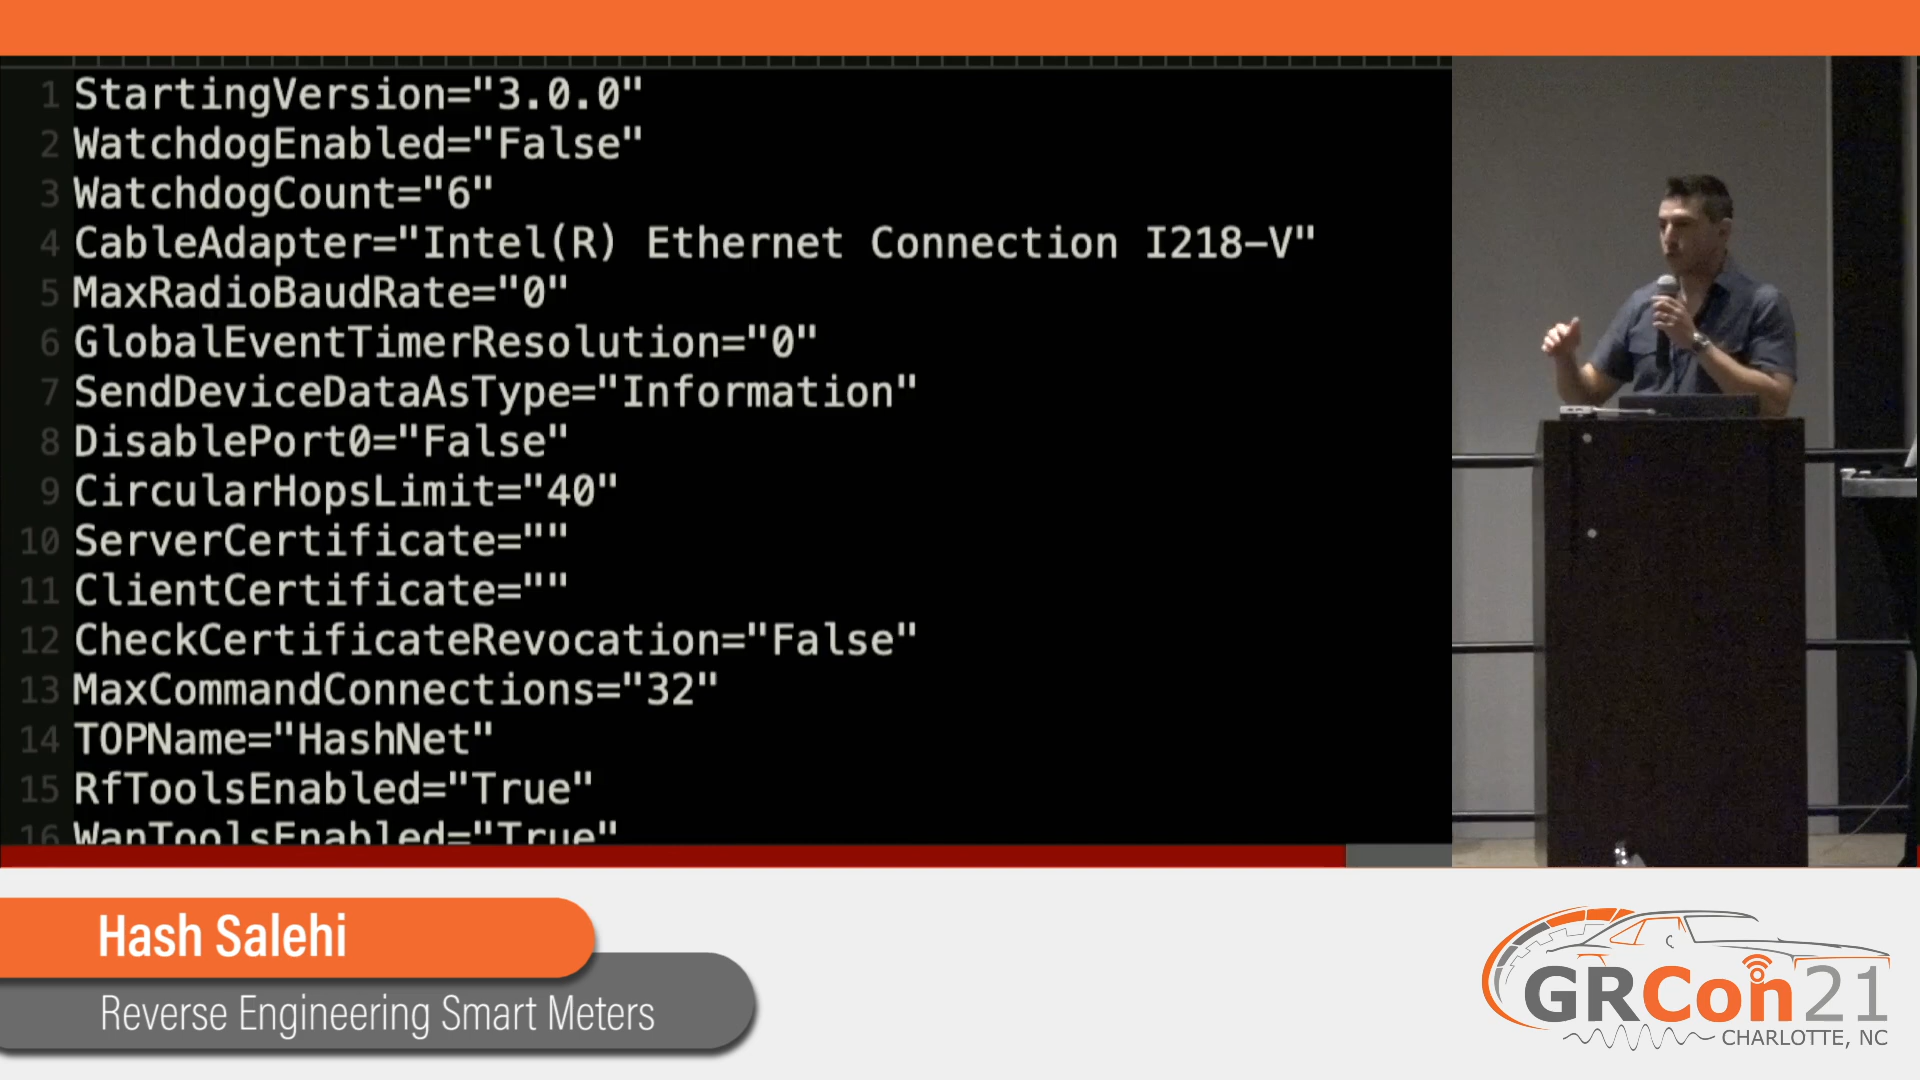 1 StartingVersion="3.0.0"
2 WatchdogEnabled="False"
3 WatchdogCount="6"
4 CableAdapter="Intel(R) Ethernet Connection I218-V"
5 MaxRadioBaudRate="0"
6 GlobalEventTimerResolution="0"
7 SendDeviceDataAsType="Information"
8 DisablePort0="False"
9 CircularHopsLimit="40"
10 ServerCertificate=""
11 ClientCertificate=""
12 CheckCertificateRevocation="False"
13 MaxCommandConnections="32"
14 TOPName="HashNet"
15 RfToolsEnabled="True"
16 WanToolsEnabled="True"
Hash Salehi
Reverse Engineering Smart Meters
GRCon21
CHARLOTTE, NC